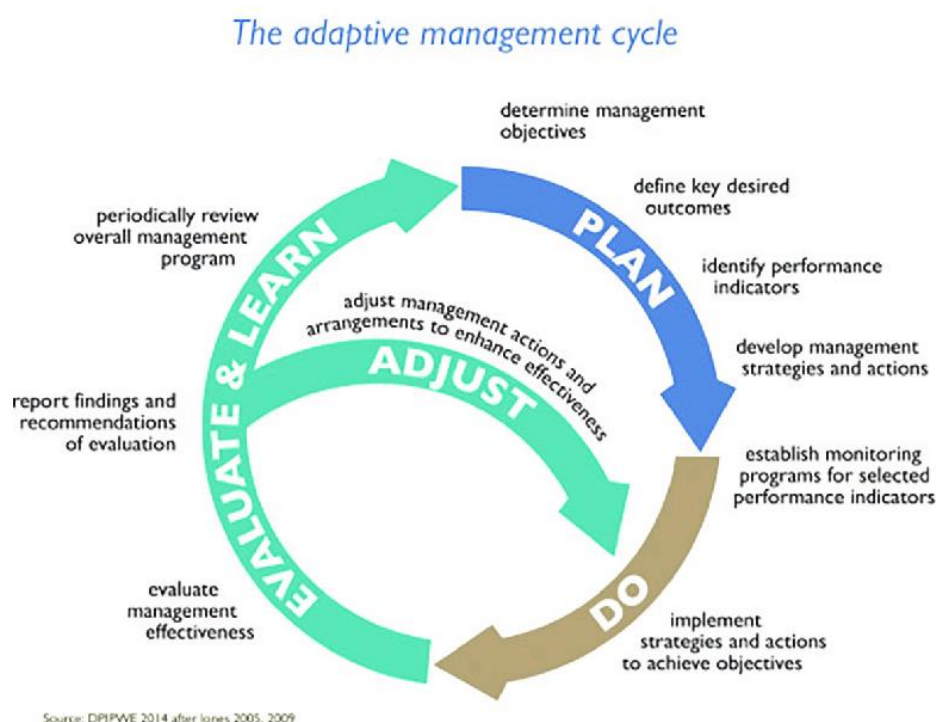 The adaptive management cycle
determine management
objectives
define key desired
outcomes
PLAN
identify performance
indicators
develop management
strategies and actions
establish monitoring
programs for selected
performance indicators
DO
implement
strategies and actions
to achieve objectives
evaluate
management
effectiveness
EVALUATE & LEARN
report findings and
recommendations
of evaluation
periodically review
overall management
program
adjust management actions and
arrangements to enhance effectiveness
ADJUST
Source: DPIPWE 2014 after Jones 2005, 2009